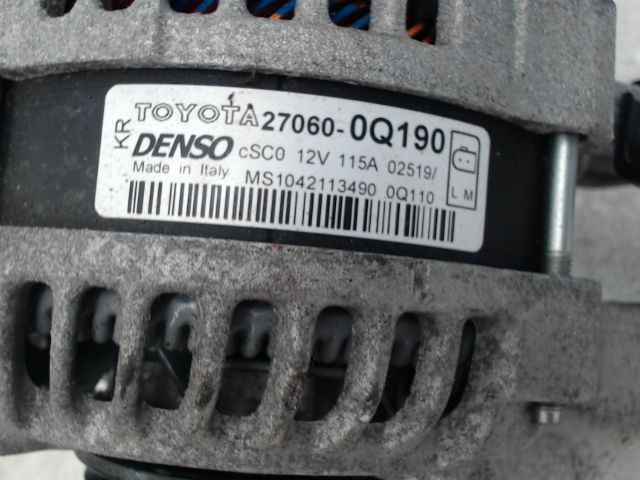 TOYOTA 27060-0Q190
KR
DENSO cSC0 12V 115A 02519/
Made in Italy MS1042113490 0Q110
L M